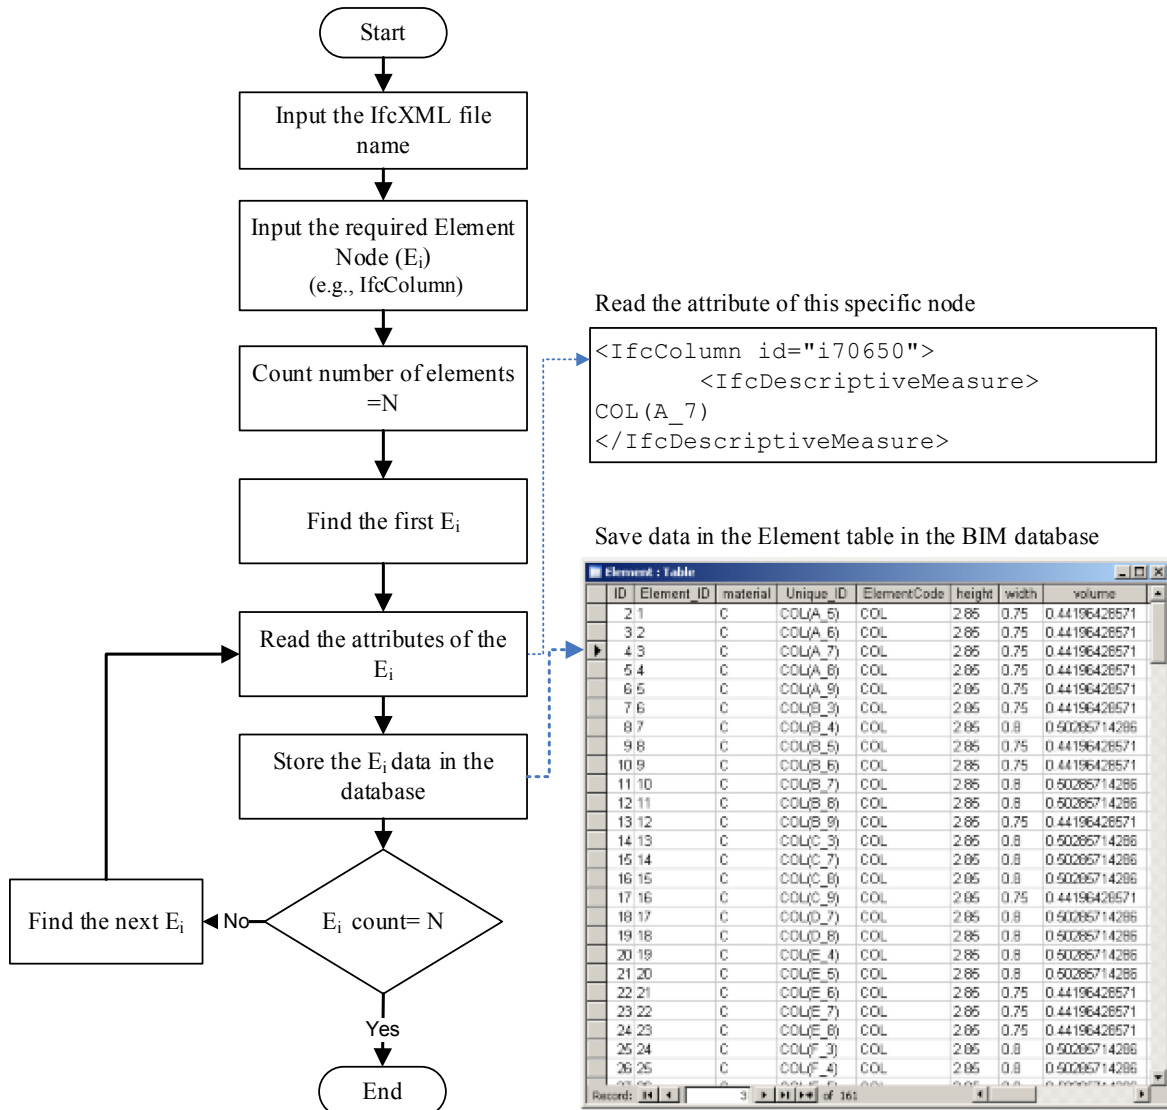 Start
Input the IfcXML file
name
Input the required Element
Node (Ei)
(e.g., IfcColumn)
Count number of elements
=N
Find the first Ei
Read the attributes of the
Ei
Store the Ei data in the
database
Ei count= N
No
Find the next Ei
Yes
End
Read the attribute of this specific node
<IfcColumn id="i70650">
<IfcDescriptiveMeasure>
COL(A_7)
</IfcDescriptiveMeasure>
Save data in the Element table in the BIM database
Element : Table
ID Element_ID material Unique_ID ElementCode height width volume
2 1 C COL(A_5) COL 2.85 0.75 0.44196428571
3 2 C COL(A_6) COL 2.85 0.75 0.44196428571
4 3 C COL(A_7) COL 2.85 0.75 0.44196428571
5 4 C COL(A_8) COL 2.85 0.75 0.44196428571
6 5 C COL(A_9) COL 2.85 0.75 0.44196428571
7 6 C COL(B_3) COL 2.85 0.75 0.44196428571
8 7 C COL(B_4) COL 2.85 0.8 0.50285714286
9 8 C COL(B_5) COL 2.85 0.75 0.44196428571
10 9 C COL(B_6) COL 2.85 0.75 0.44196428571
11 10 C COL(B_7) COL 2.85 0.8 0.50285714286
12 11 C COL(B_8) COL 2.85 0.8 0.50285714286
13 12 C COL(B_9) COL 2.85 0.75 0.44196428571
14 13 C COL(C_3) COL 2.85 0.8 0.50285714286
15 14 C COL(C_7) COL 2.85 0.8 0.50285714286
16 15 C COL(C_8) COL 2.85 0.8 0.50285714286
17 16 C COL(C_9) COL 2.85 0.75 0.44196428571
18 17 C COL(D_7) COL 2.85 0.8 0.50285714286
19 18 C COL(D_8) COL 2.85 0.8 0.50285714286
20 19 C COL(E_4) COL 2.85 0.8 0.50285714286
21 20 C COL(E_5) COL 2.85 0.8 0.50285714286
22 21 C COL(E_6) COL 2.85 0.75 0.44196428571
23 22 C COL(E_7) COL 2.85 0.75 0.44196428571
24 23 C COL(E_8) COL 2.85 0.75 0.44196428571
25 24 C COL(F_3) COL 2.85 0.8 0.50285714286
26 25 C COL(F_4) COL 2.85 0.8 0.50285714286
Record: 3 of 161